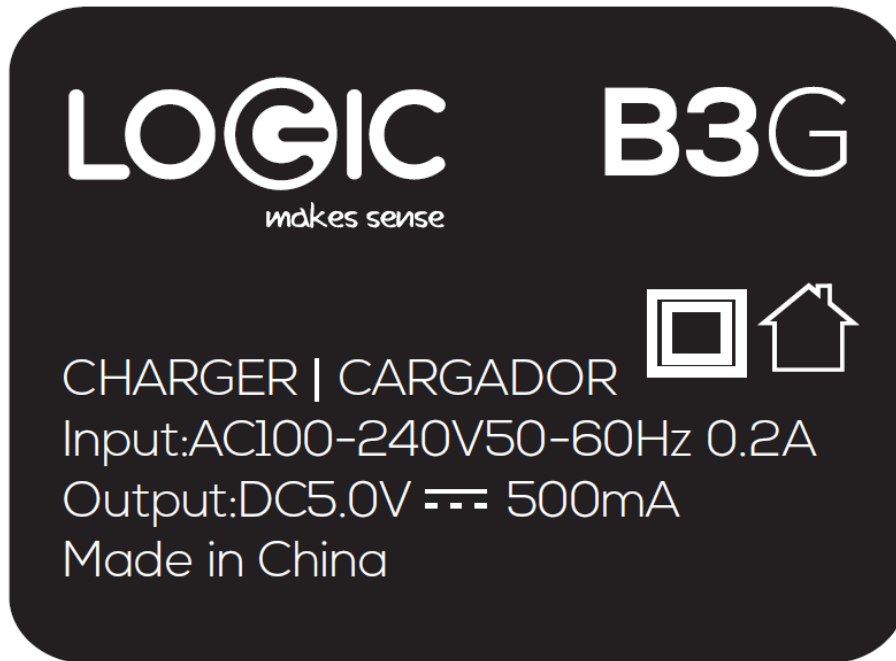 LOGIC B3G
makes sense
CHARGER | CARGADOR
Input:AC100-240V50-60Hz 0.2A
Output:DC5.0V ⎓ 500mA
Made in China